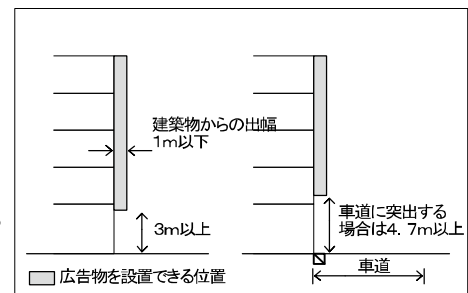 建築物からの出幅
1m以下
3m以上
車道に突出する
場合は4.7m以上
広告物を設置できる位置
車道